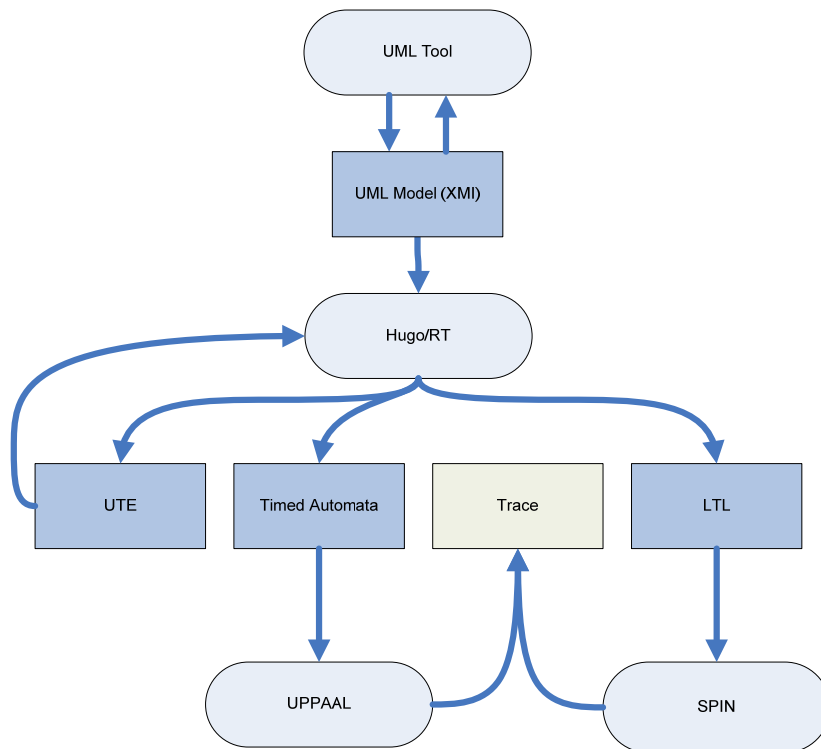 UML Tool
UML Model (XMI)
Hugo/RT
UTE
Timed Automata
Trace
LTL
UPPAAL
SPIN